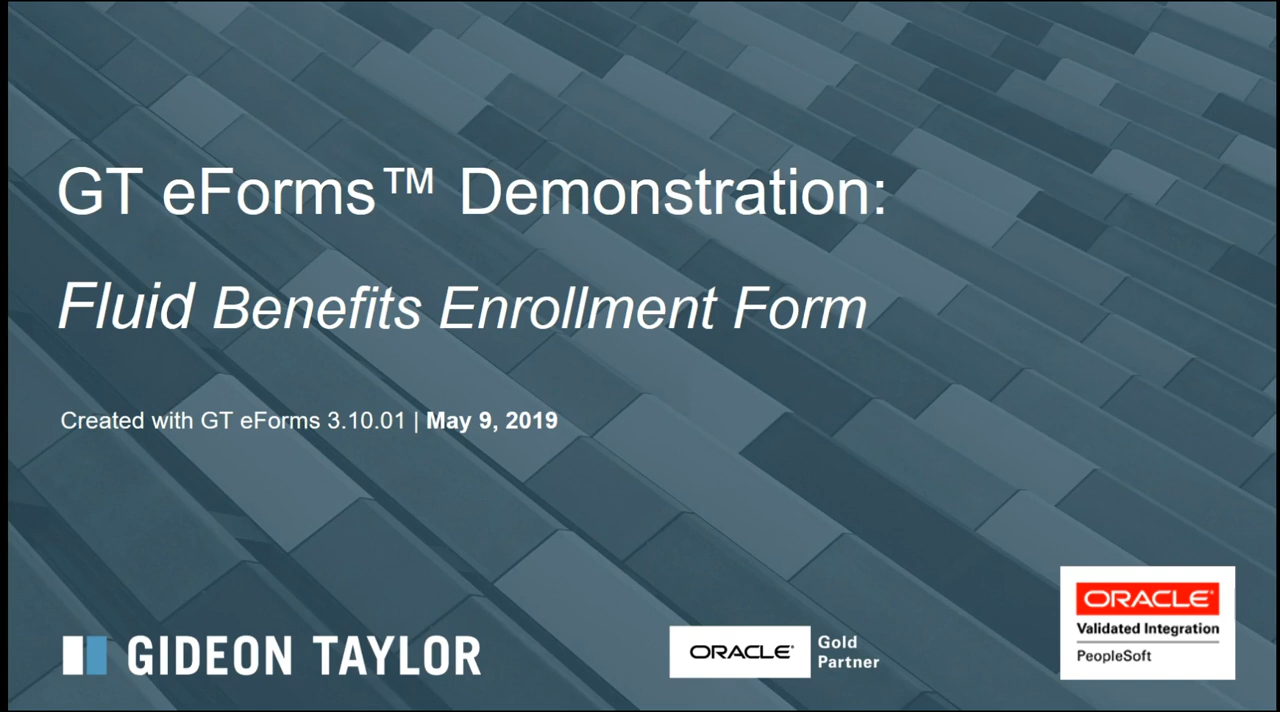 GT eForms™ Demonstration:
Fluid Benefits Enrollment Form
Created with GT eForms 3.10.01 | May 9, 2019
GIDEON TAYLOR
ORACLE®
Gold
Partner
ORACLE®
Validated Integration
PeopleSoft